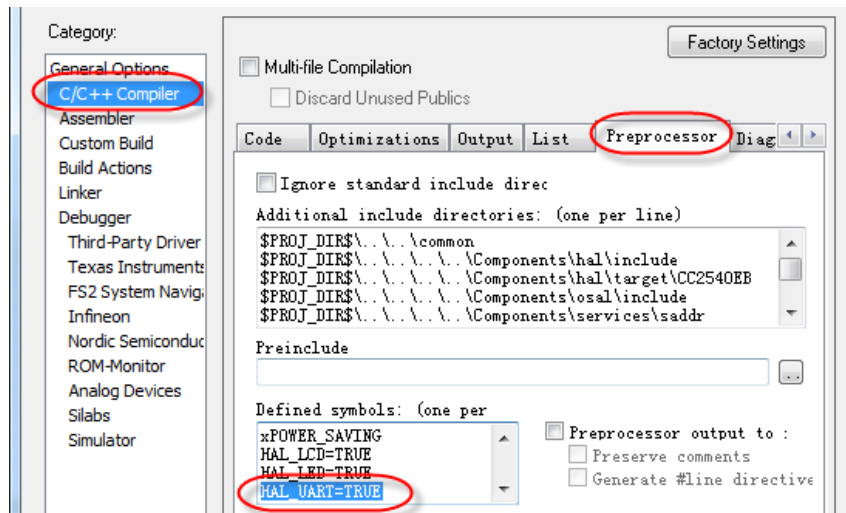 Category:
Factory Settings
General Options
C/C++ Compiler
Assembler
Custom Build
Build Actions
Linker
Debugger
Third-Party Driver
Texas Instruments
FS2 System Naviga
Infineon
Nordic Semiconduc
ROM-Monitor
Analog Devices
Silabs
Simulator
Multi-file Compilation
Discard Unused Publics
Code Optimizations Output List Preprocessor Diag
Ignore standard include direc
Additional include directories: (one per line)
$PROJ_DIR$\..\..\common
$PROJ_DIR$\..\..\..\..\..\Components\hal\include
$PROJ_DIR$\..\..\..\..\..\Components\hal\target\CC2540EB
$PROJ_DIR$\..\..\..\..\..\Components\osal\include
$PROJ_DIR$\..\..\..\..\..\Components\services\saddr
Preinclude
..
Defined symbols: (one per
xPOWER_SAVING
HAL_LCD=TRUE
HAL_LED=TRUE
HAL_UART=TRUE
Preprocessor output to :
Preserve comments
Generate #line directive